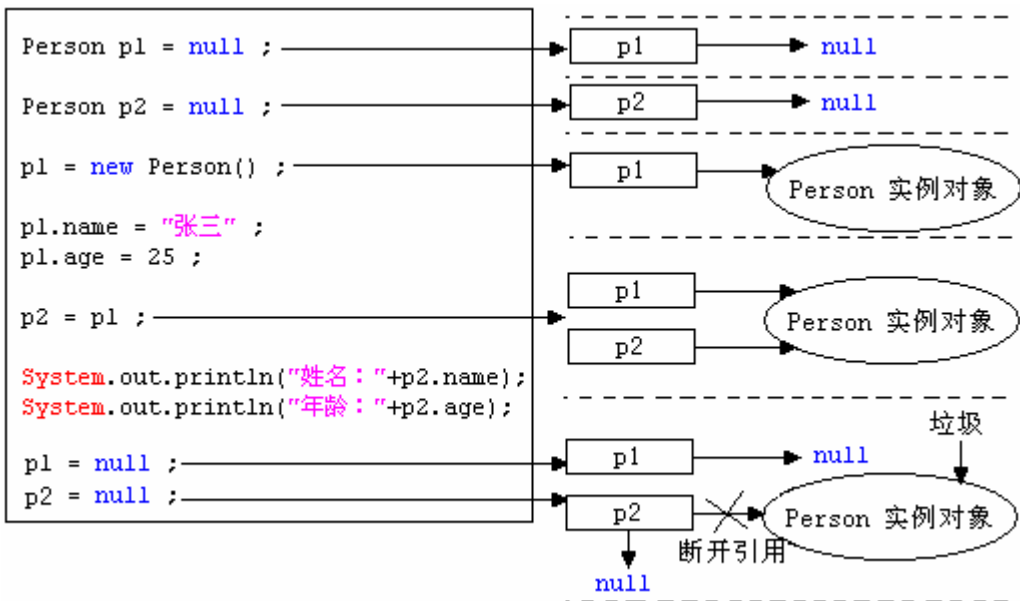 Person p1 = null ;
p1
null
Person p2 = null ;
p2
null
p1 = new Person() ;
p1
Person 实例对象
p1.name = "张三" ;
p1.age = 25 ;
p2 = p1 ;
p1
p2
Person 实例对象
System.out.println("姓名："+p2.name);
System.out.println("年龄："+p2.age);
垃圾
p1 = null ;
p1
null
p2 = null ;
p2
Person 实例对象
断开引用
null